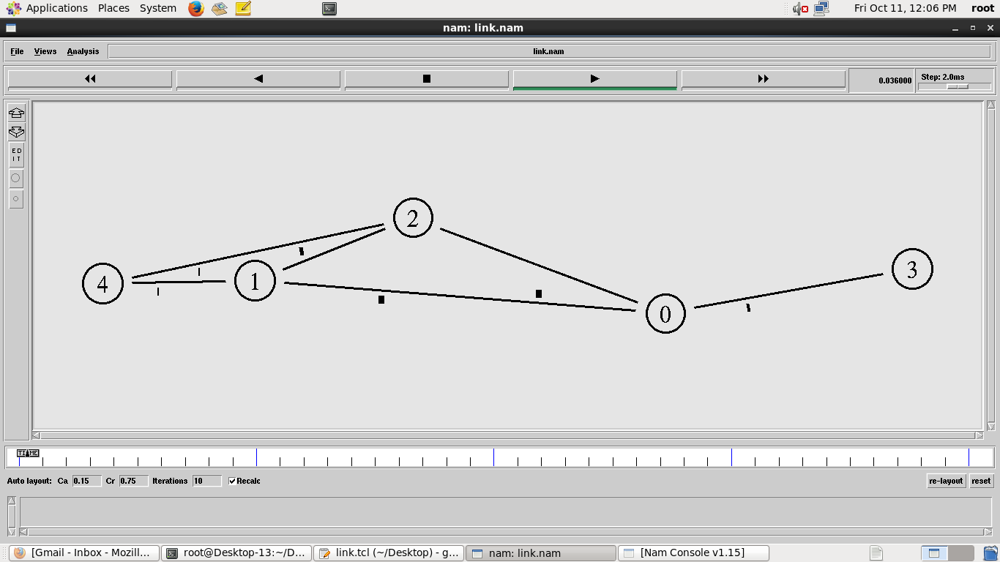 Applications Places System Fri Oct 11, 12:06 PM root
nam: link.nam
File Views Analysis link.nam
0.036000 Step: 2.0ms
ED
IT
2
3
4
1
0
TIME
Auto layout: Ca 0.15 Cr 0.75 Iterations 10 Recalc re-layout reset
[Gmail - Inbox - Mozill... root@Desktop-13:~/D... link.tcl (~/Desktop) - g... nam: link.nam [Nam Console v1.15]